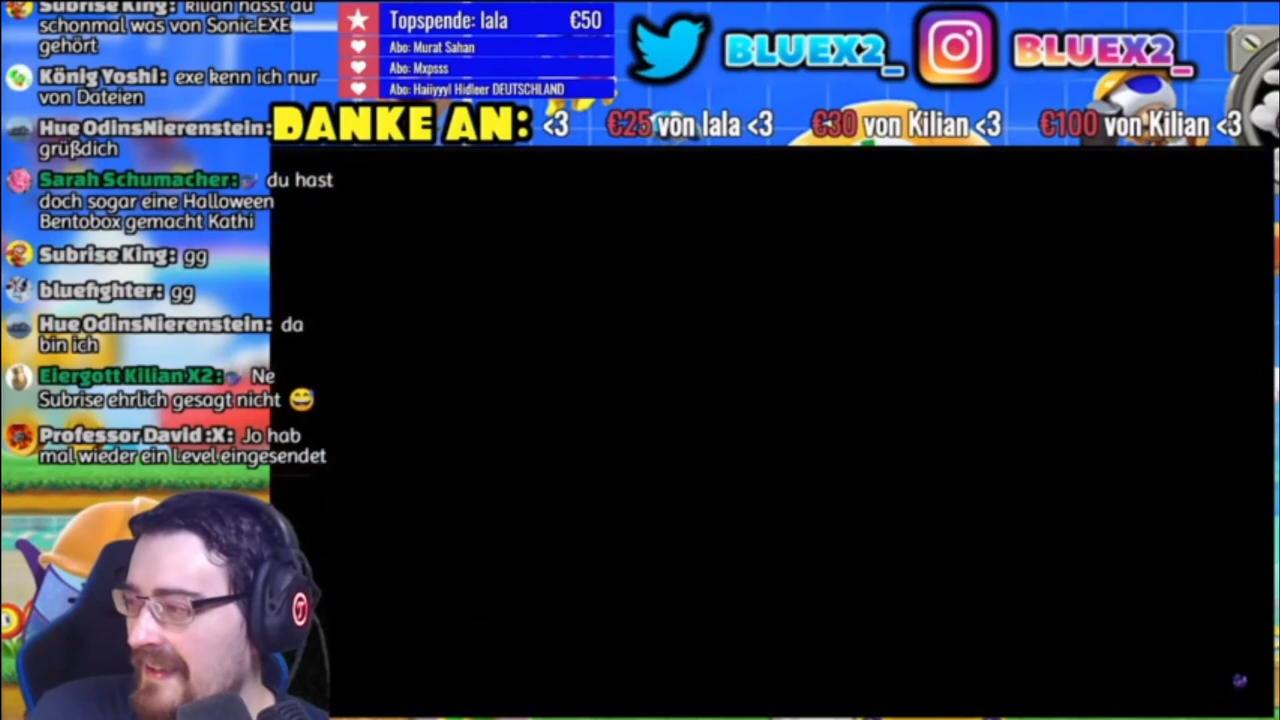 Subrise King: Kilian hasst du
schonmal was von Sonic.EXE
gehört
König Yoshi: exe kenn ich nur
von Dateien
Hue OdinsNierenstein:
grüßdich
Sarah Schumacher: du hast
doch sogar eine Halloween
Bentobox gemacht Kathi
Subrise King: gg
bluefighter: gg
Hue OdinsNierenstein: da
bin ich
Eiergott Kilian X2: Ne
Subrise ehrlich gesagt nicht 😅
Professor David :X: Jo hab
mal wieder ein Level eingesendet
Topspende: lala €50
Abo: Murat Sahan
Abo: Mxpsss
Abo: Haiiyyyl Hidleer DEUTSCHLAND
BLUEX2_
BLUEX2_
DANKE AN: <3 €25 von lala <3 €30 von Kilian <3 €100 von Kilian <3